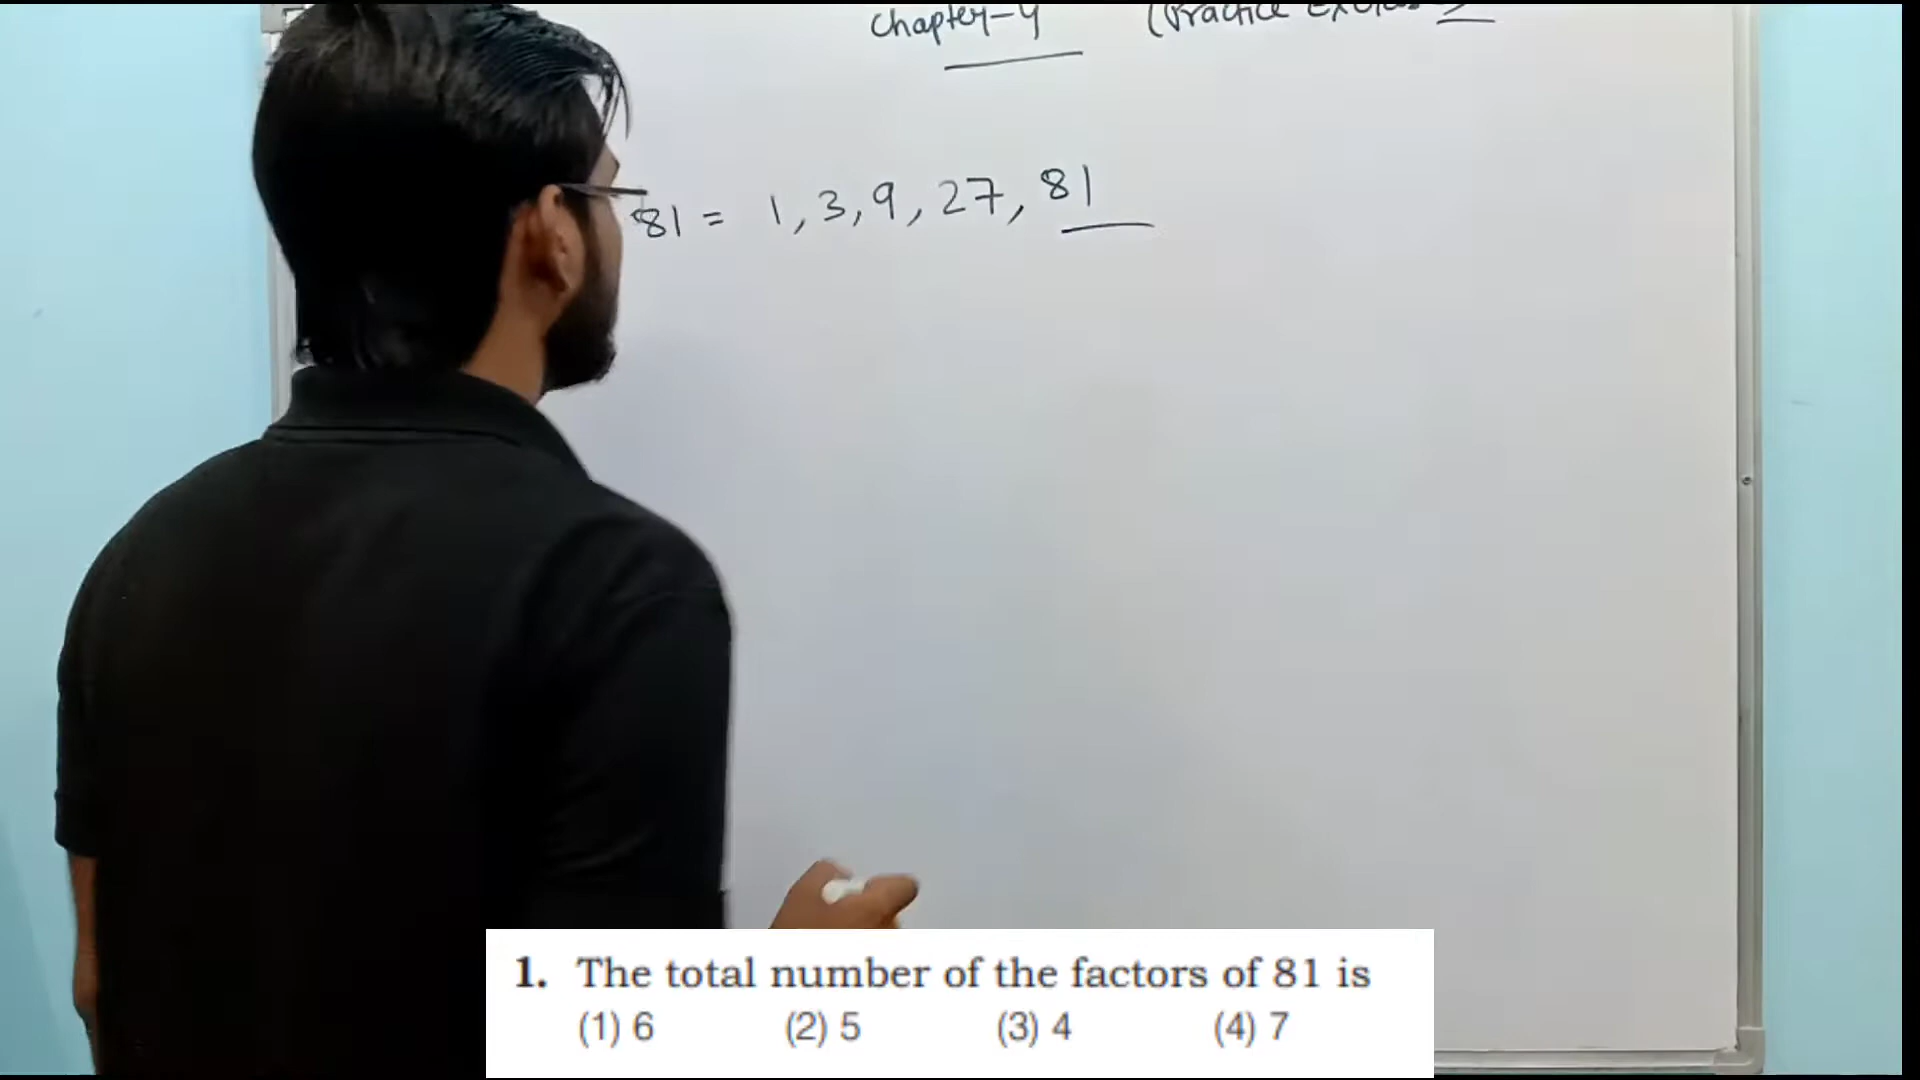 Chapter-4 (Practice
81 = 1, 3, 9, 27, 81
1. The total number of the factors of 81 is
(1) 6 (2) 5 (3) 4 (4) 7